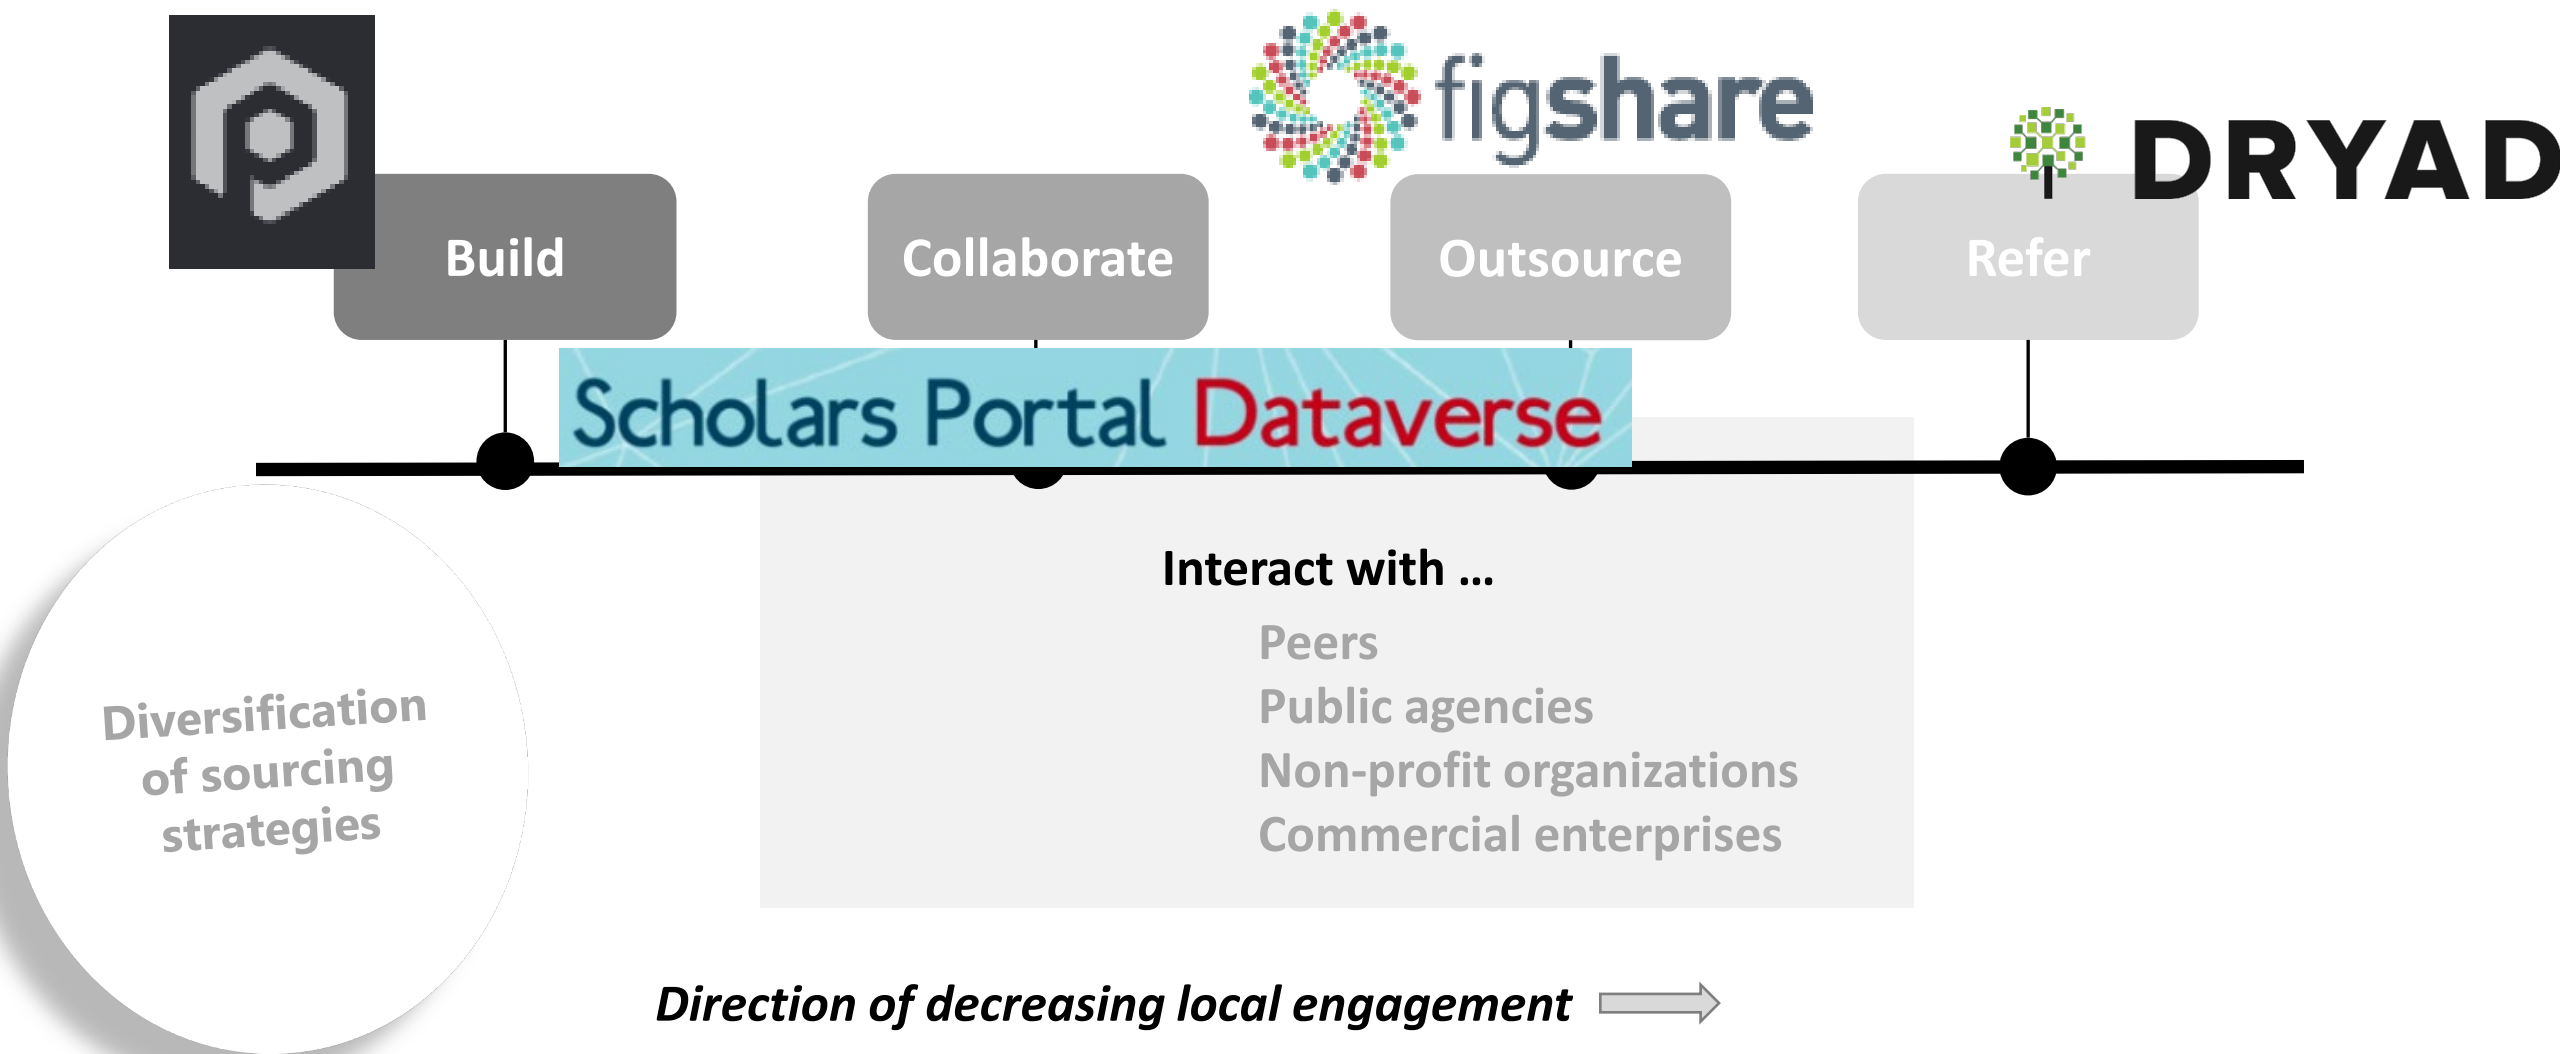 figshare
DRYAD
Build
Collaborate
Outsource
Refer
Scholars Portal Dataverse
Interact with ...
Peers
Public agencies
Non-profit organizations
Commercial enterprises
Diversification
of sourcing
strategies
Direction of decreasing local engagement